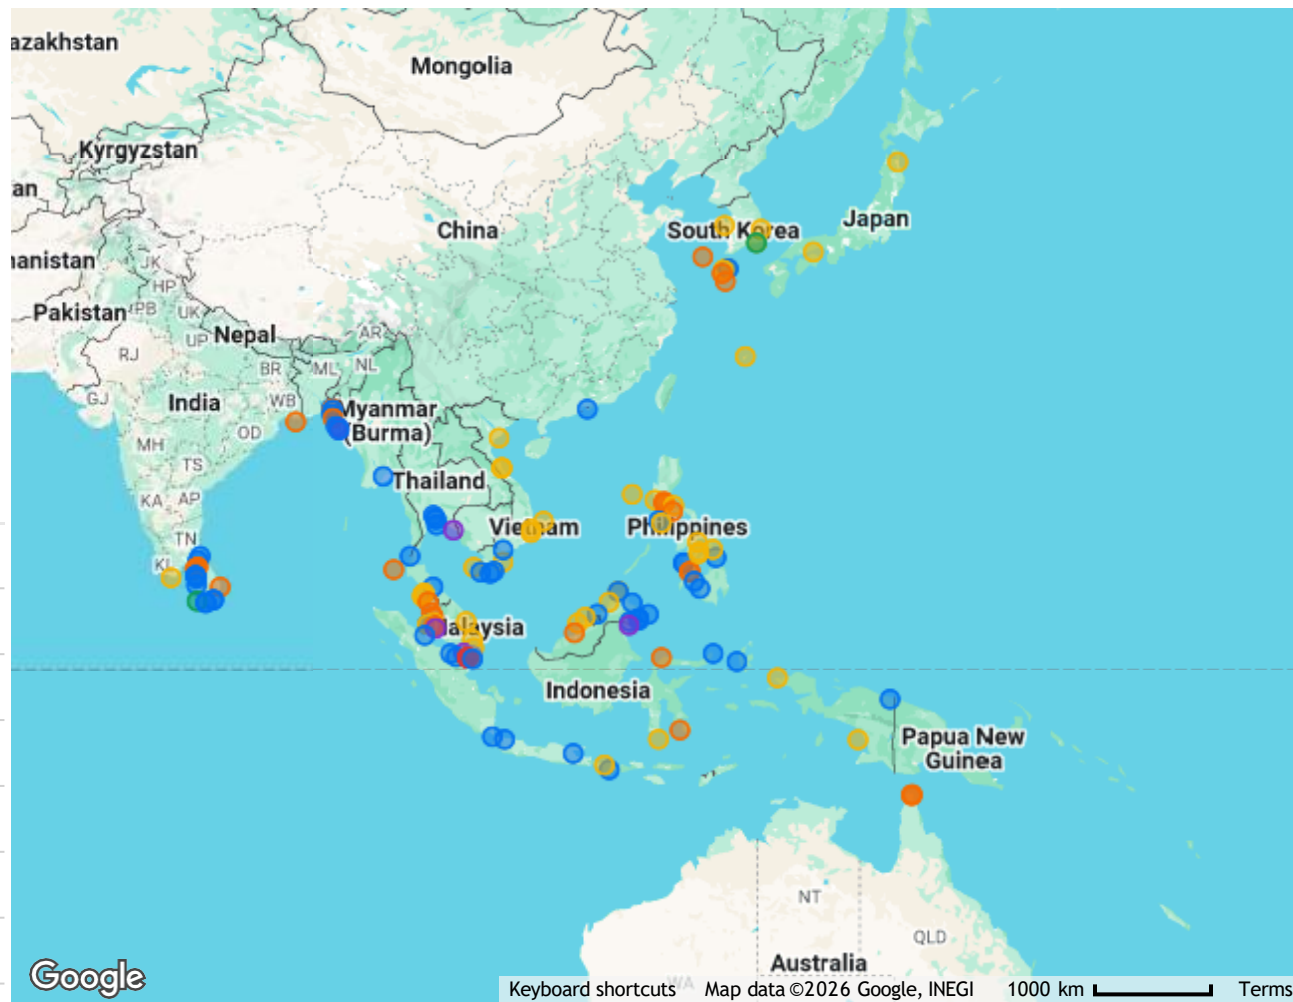 azakhstan
Mongolia
Kyrgyzstan
an
China
South Korea
Japan
anistan
JK
HP
Pakistan
PB
UK
Nepal
UP
AR
RJ
BR
ML
NL
GJ
India
WB
Myanmar
(Burma)
OD
MH
TS
Thailand
KA
AP
Vietnam
Philippines
TN
KL
Malaysia
Indonesia
Papua New
Guinea
NT
QLD
Australia
WA
Google
Keyboard shortcuts
Map data ©2026 Google, INEGI
1000 km
Terms